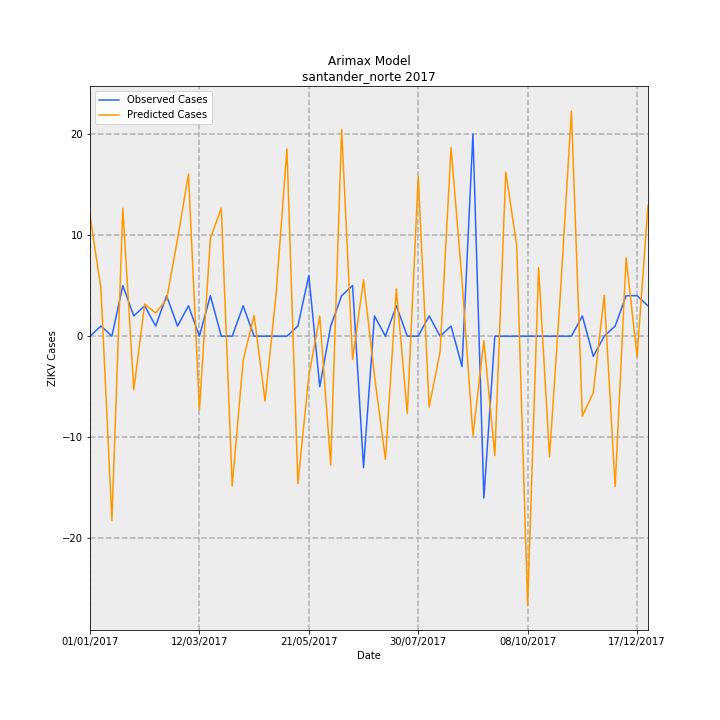 Arimax Model
santander_norte 2017
Observed Cases
Predicted Cases
20
10
0
−10
−20
ZIKV Cases
01/01/2017
12/03/2017
21/05/2017
30/07/2017
08/10/2017
17/12/2017
Date